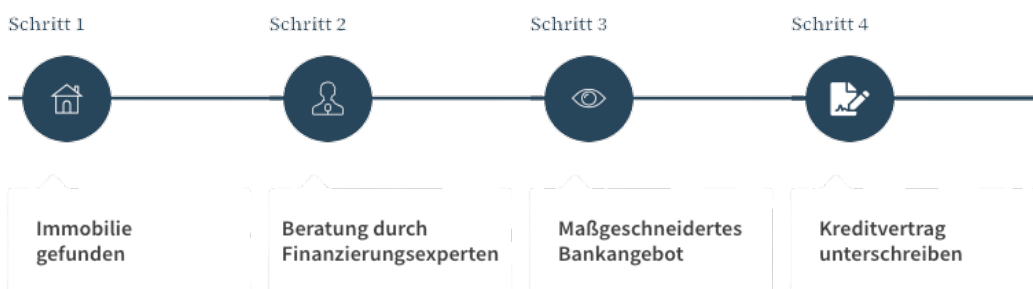 Schritt 1
Schritt 2
Schritt 3
Schritt 4
Immobilie
gefunden
Beratung durch
Finanzierungsexperten
Maßgeschneidertes
Bankangebot
Kreditvertrag
unterschreiben